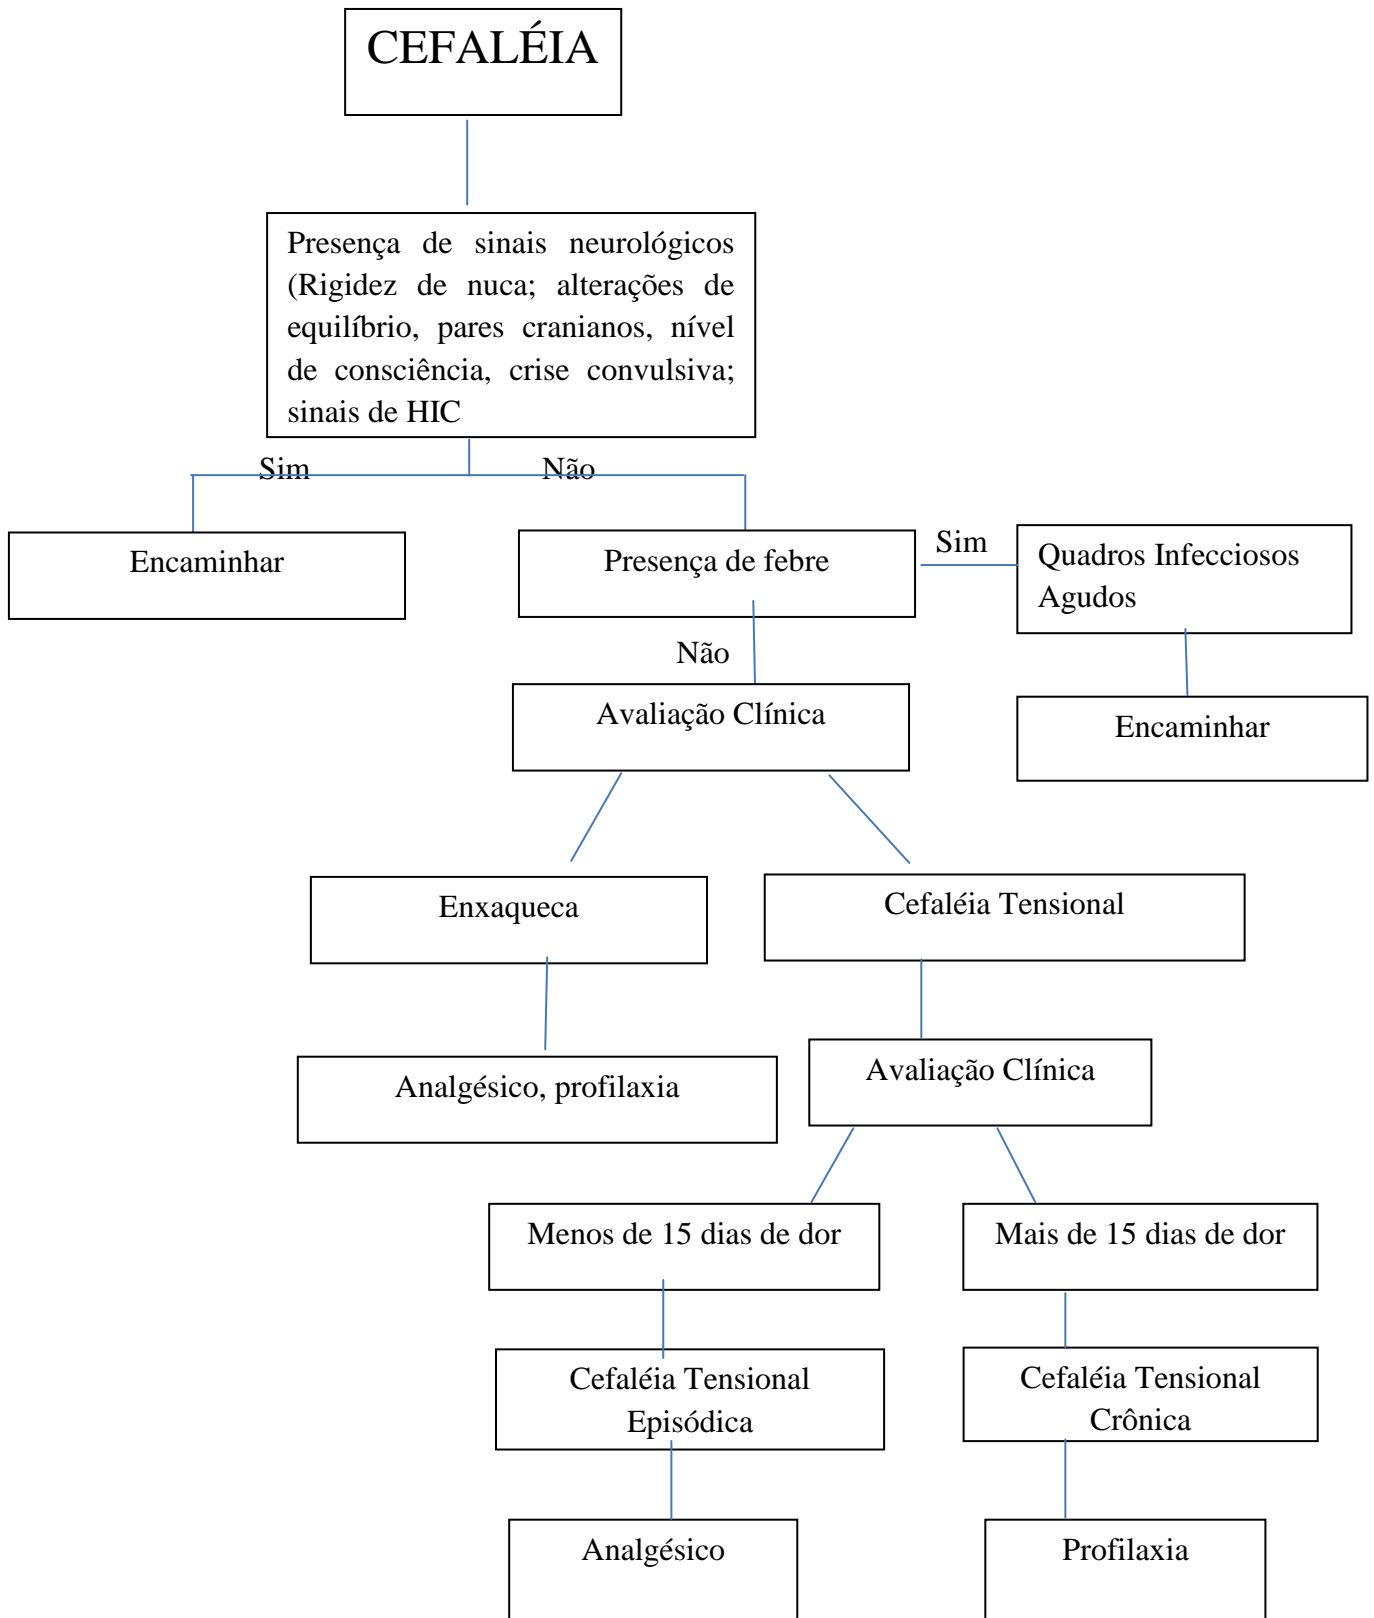 CEFALÉIA
Presença de sinais neurológicos
(Rigidez de nuca; alterações de
equilíbrio, pares cranianos, nível
de consciência, crise convulsiva;
sinais de HIC
Sim
Não
Encaminhar
Presença de febre
Sim
Quadros Infecciosos
Agudos
Não
Avaliação Clínica
Encaminhar
Enxaqueca
Cefaléia Tensional
Analgésico, profilaxia
Avaliação Clínica
Menos de 15 dias de dor
Mais de 15 dias de dor
Cefaléia Tensional
Episódica
Cefaléia Tensional
Crônica
Analgésico
Profilaxia